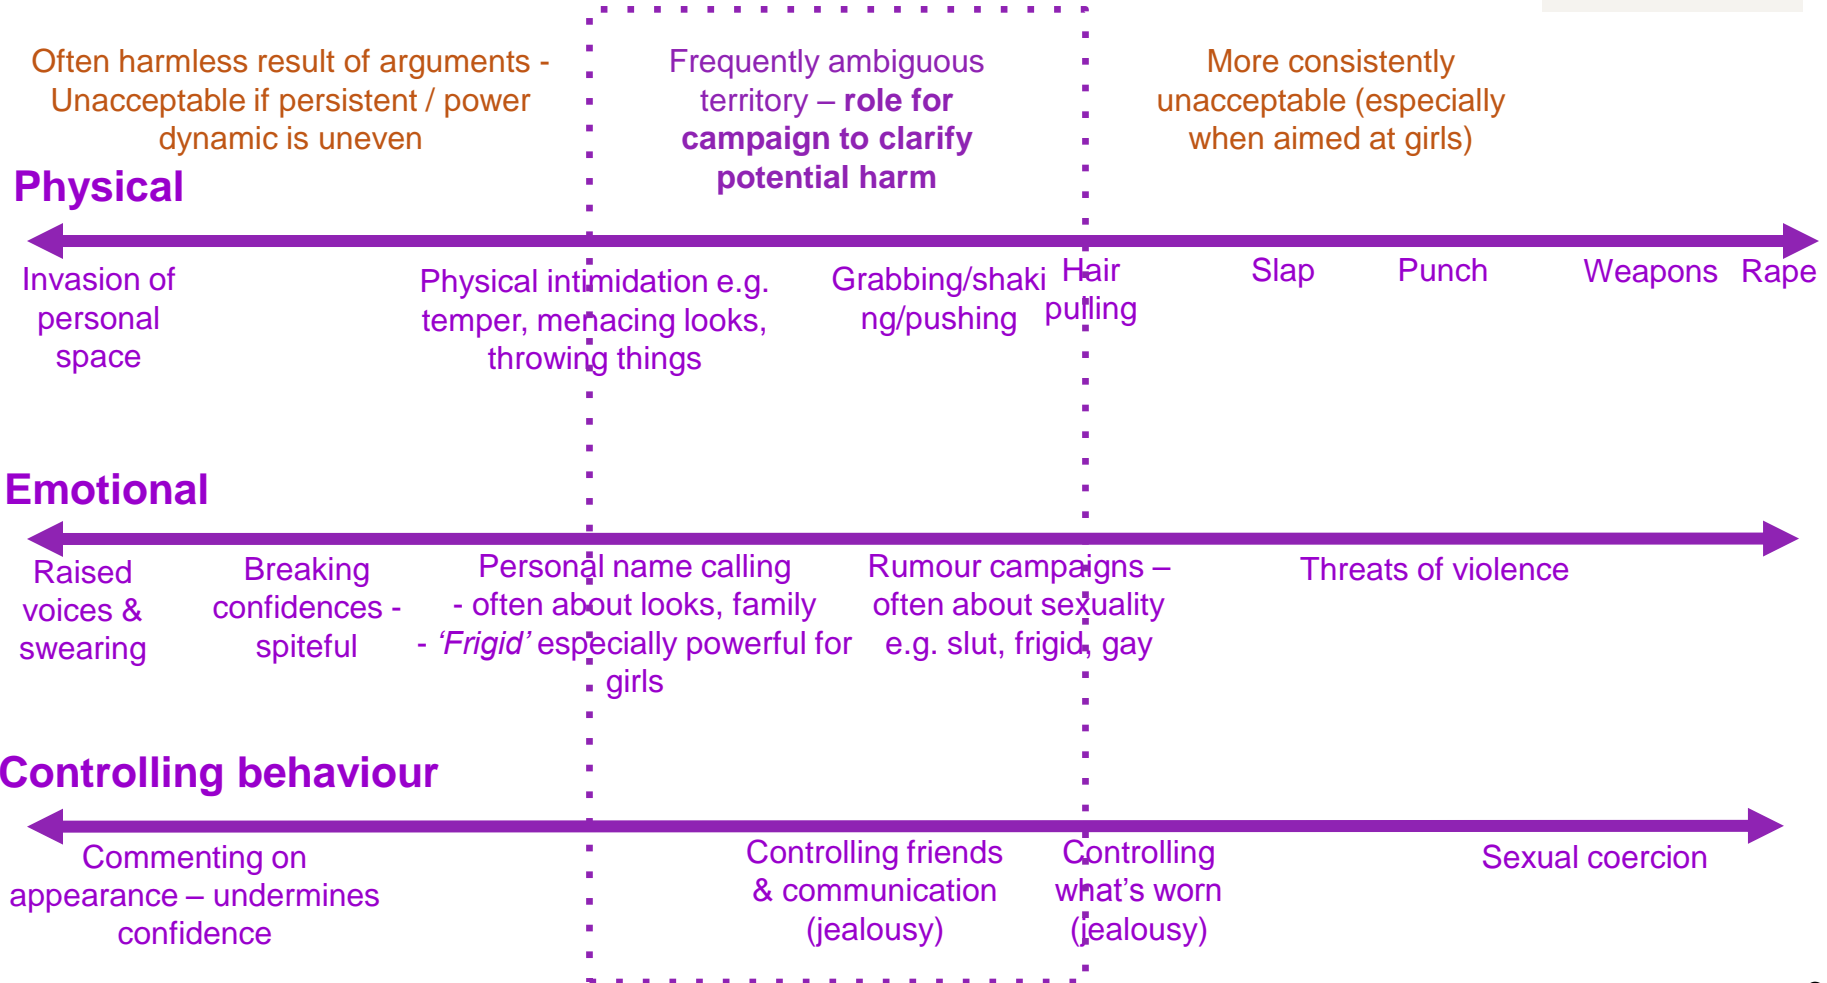 Often harmless result of arguments -
Unacceptable if persistent / power
dynamic is uneven
Frequently ambiguous
territory – role for
campaign to clarify
potential harm
More consistently
unacceptable (especially
when aimed at girls)
Physical
Invasion of
personal
space
Physical intimidation e.g.
temper, menacing looks,
throwing things
Grabbing/shaki
ng/pushing
Hair
pulling
Slap
Punch
Weapons
Rape
Emotional
Raised
voices &
swearing
Breaking
confidences -
spiteful
Personal name calling
- often about looks, family
- ‘Frigid’ especially powerful for
girls
Rumour campaigns –
often about sexuality
e.g. slut, frigid, gay
Threats of violence
Controlling behaviour
Commenting on
appearance – undermines
confidence
Controlling friends
& communication
(jealousy)
Controlling
what’s worn
(jealousy)
Sexual coercion